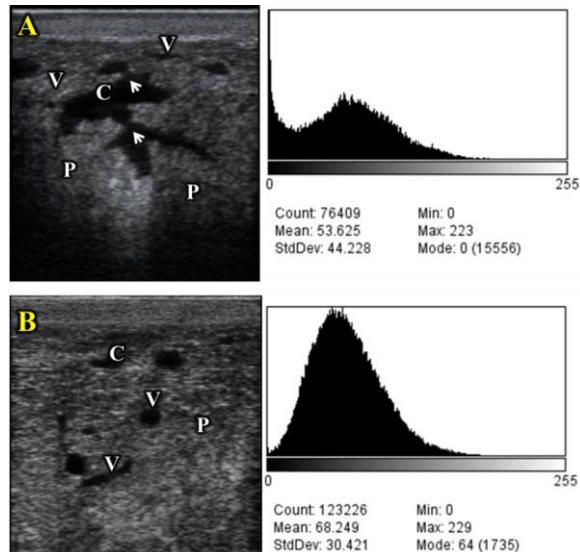 A
V
V
C
P
P
0
255
Count: 76409 Min: 0
Mean: 53.625 Max: 223
StdDev: 44.228 Mode: 0 (15556)
B
C
V
P
V
0
255
Count: 123226 Min: 0
Mean: 68.249 Max: 229
StdDev: 30.421 Mode: 64 (1735)